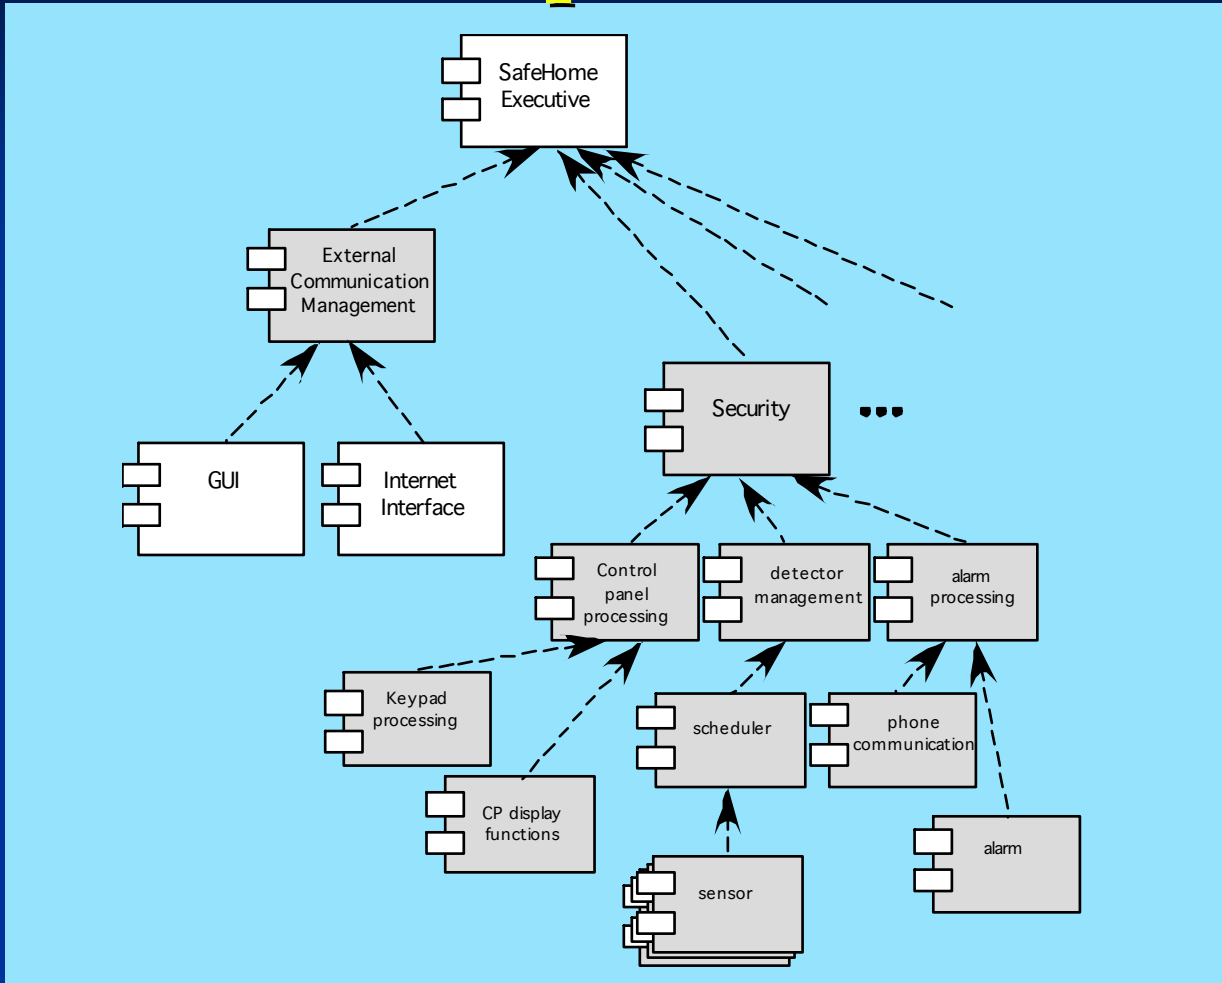 SafeHome
Executive
External
Communication
Management
Security
...
GUI
Internet
Interface
Control
panel
processing
detector
management
alarm
processing
Keypad
processing
scheduler
phone
communication
CP display
functions
alarm
sensor